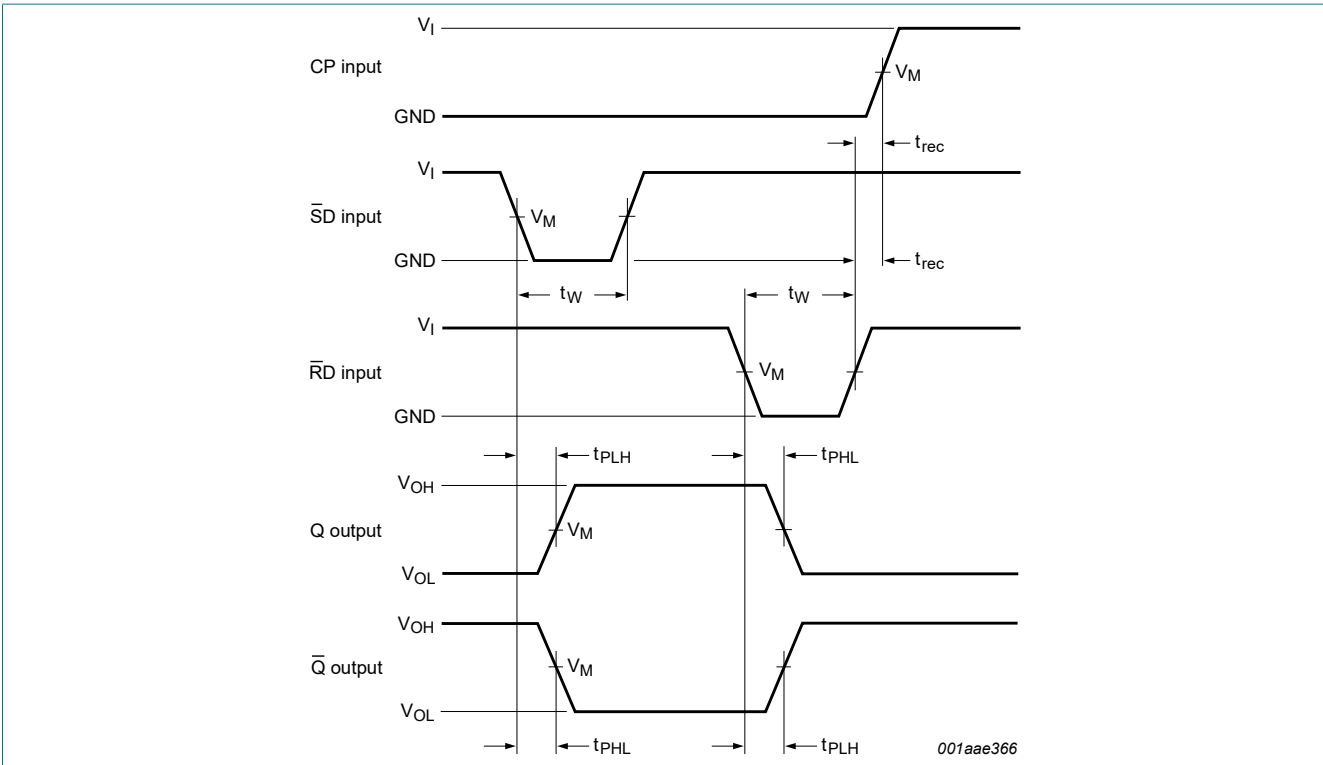 V_I
CP input
V_M
GND
t_rec
V_I
S̅D input
V_M
GND
t_rec
t_W
t_W
V_I
R̅D input
V_M
GND
t_PLH
t_PHL
V_OH
Q output
V_M
V_OL
V_OH
Q̅ output
V_M
V_OL
t_PHL
t_PLH
001aae366